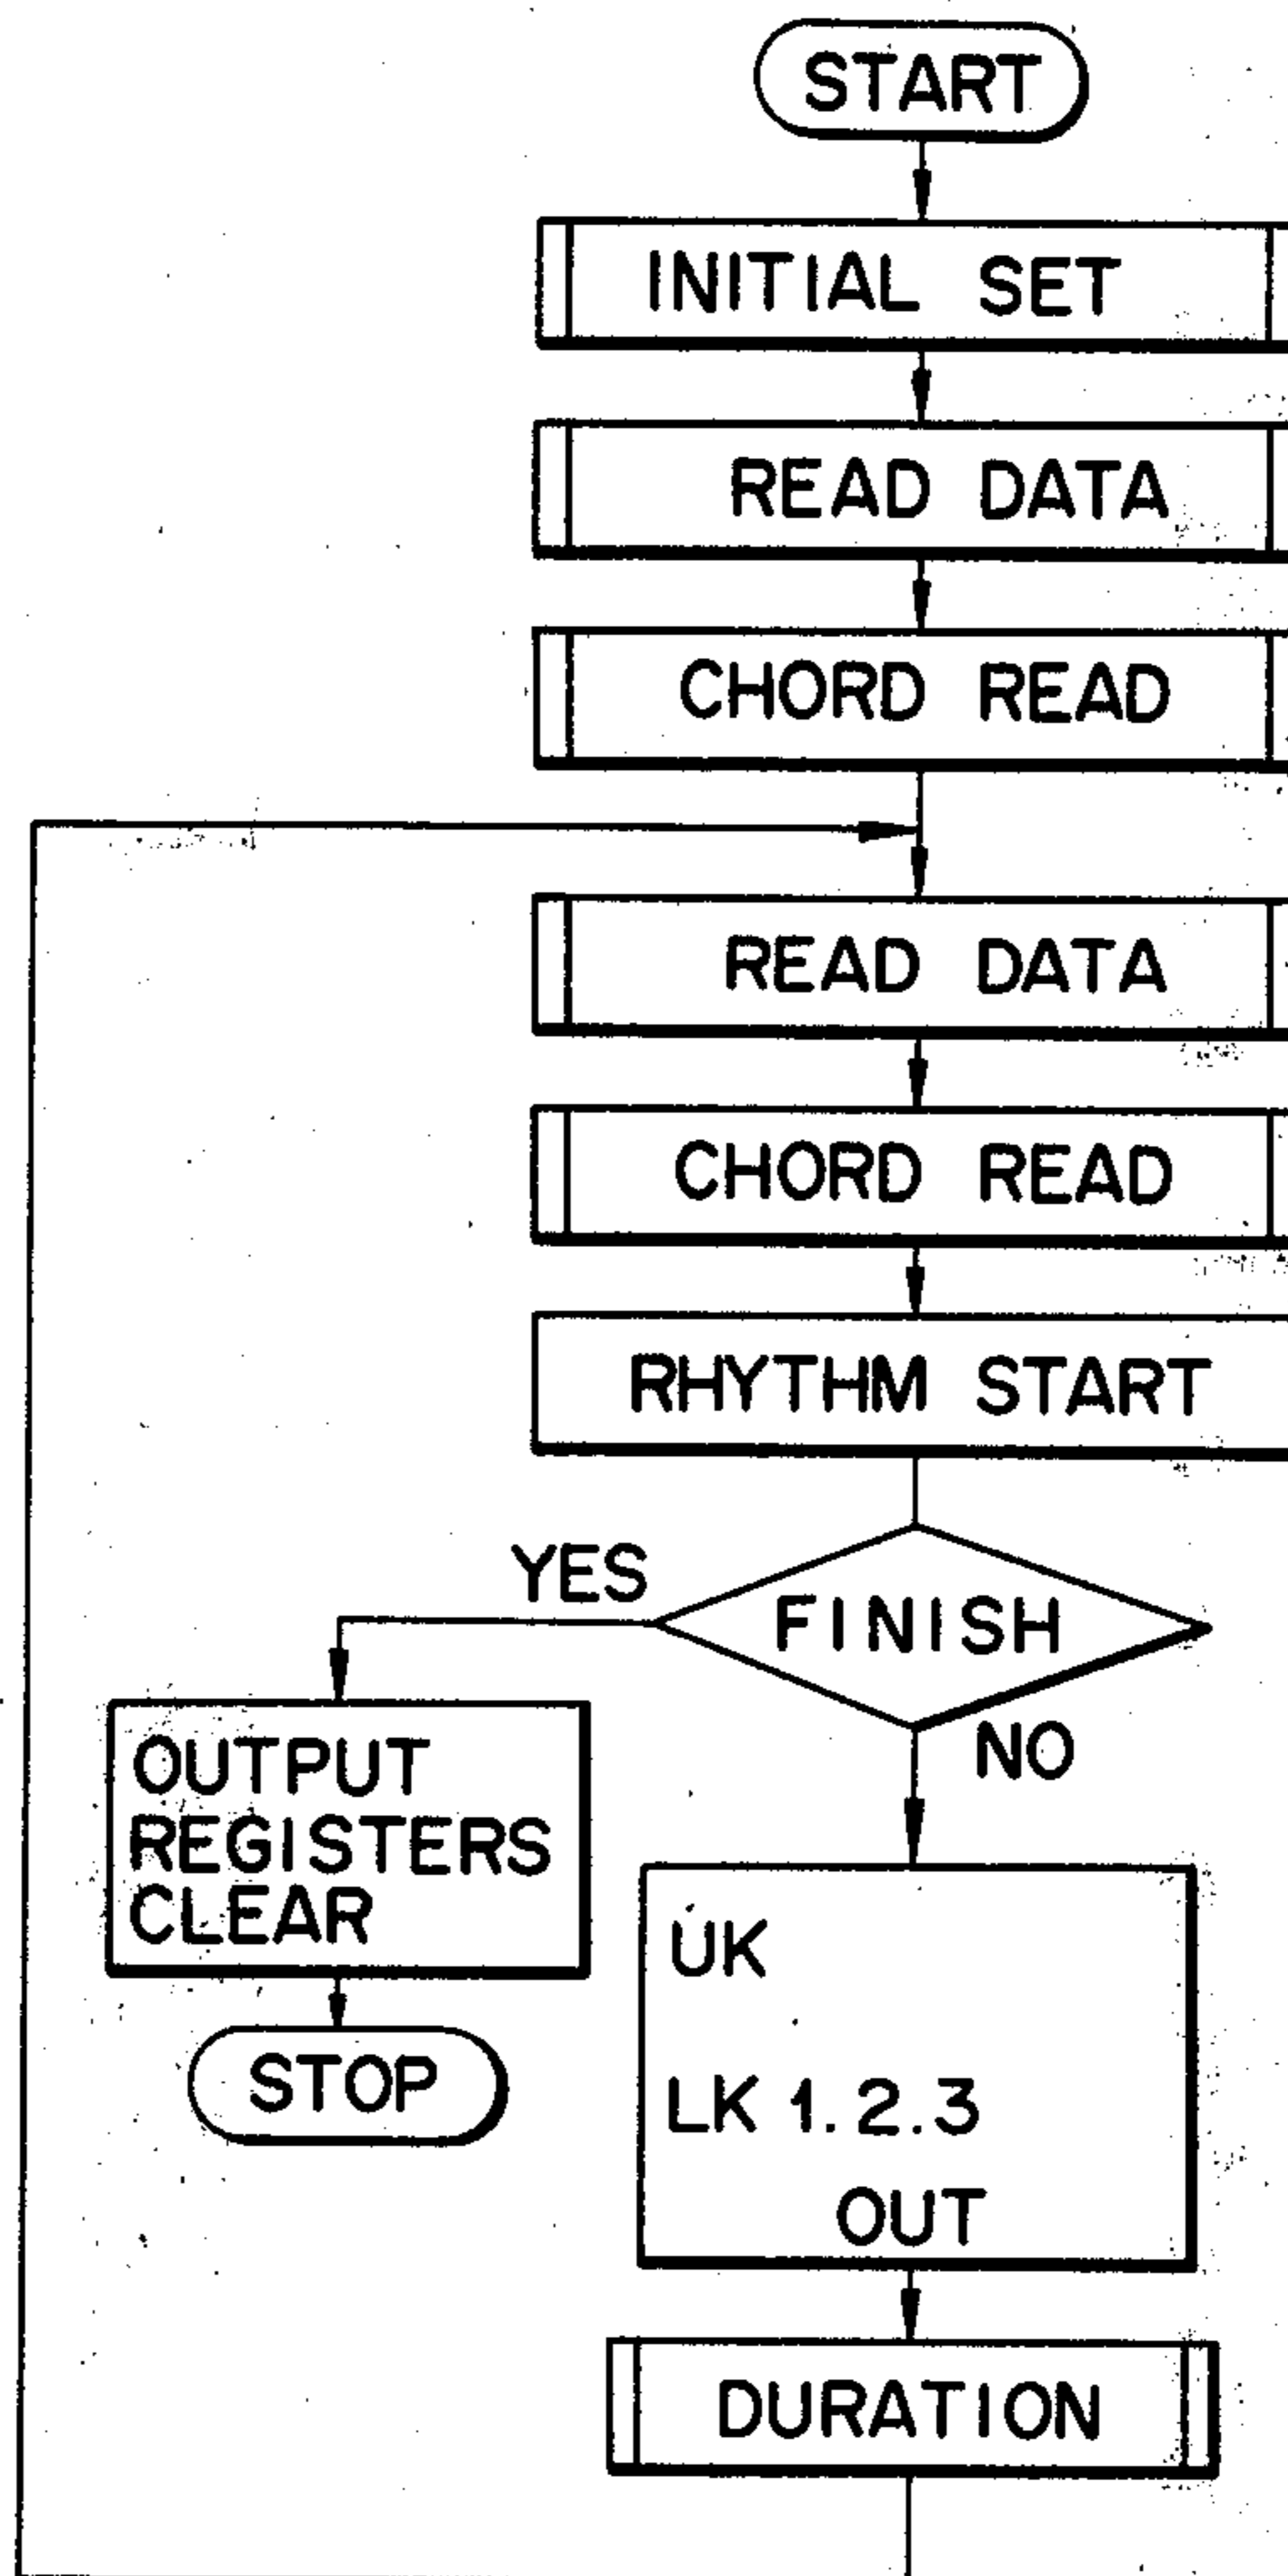 START
INITIAL SET
READ DATA
CHORD READ
READ DATA
CHORD READ
RHYTHM START
YES
FINISH
NO
OUTPUT
REGISTERS
CLEAR
STOP
UK
LK 1.2.3
OUT
DURATION